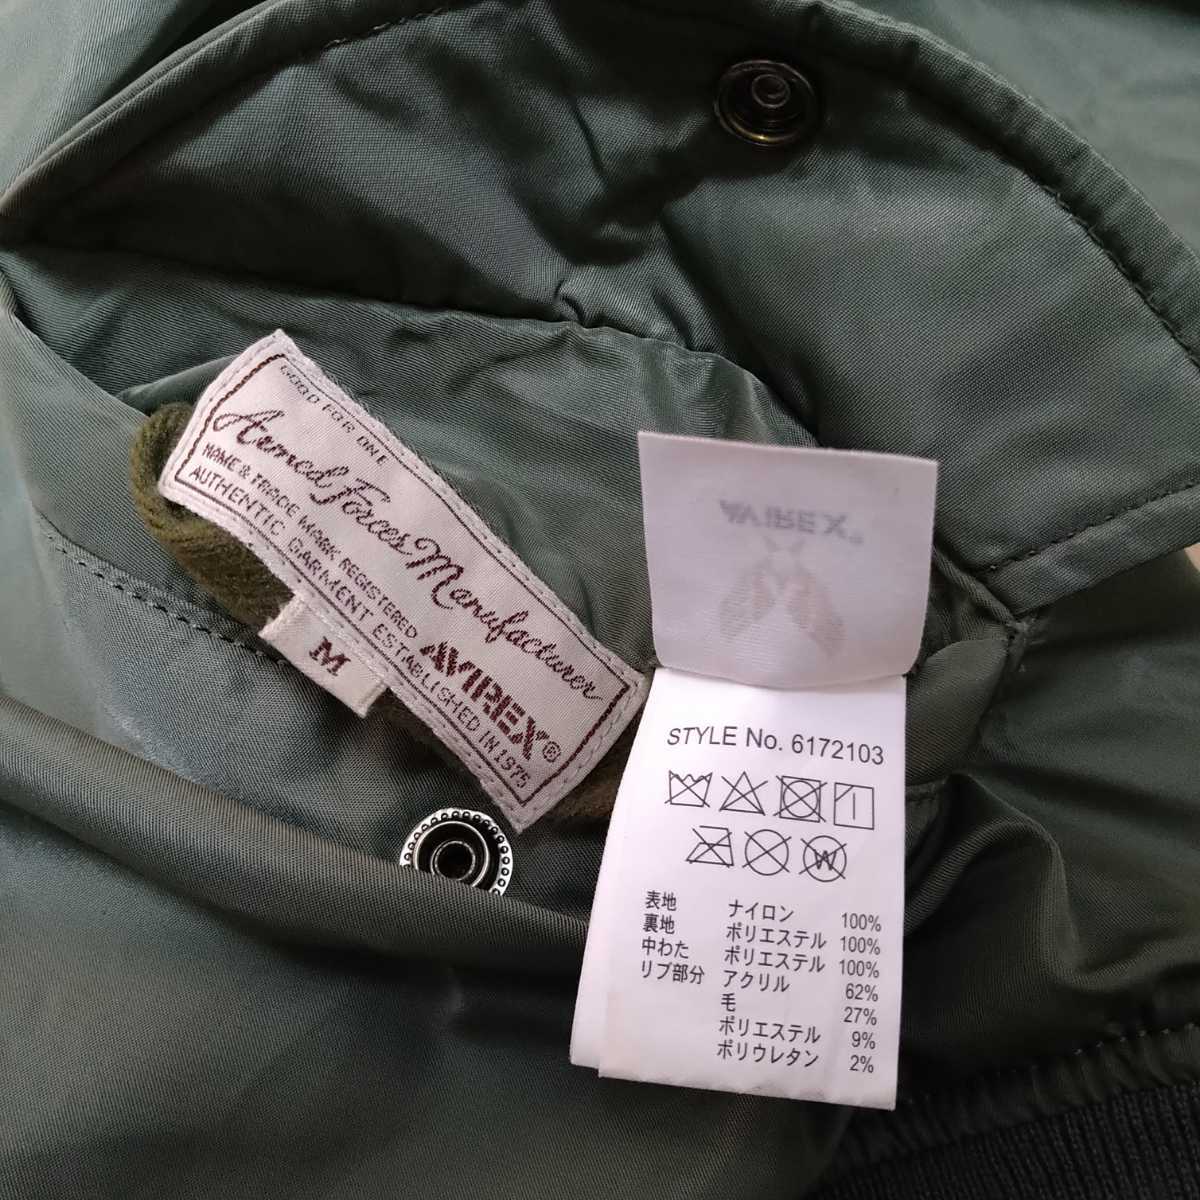 GOOD FOR ONE
Armed Forces Manufacturer
NAME & TRADE MARK REGISTERED
AUTHENTIC GARMENT ESTABLISHED IN 1975
AVIREX®
M
AVIREX®
STYLE No. 6172103
W
表地 ナイロン 100%
裏地 ポリエステル 100%
中わた ポリエステル 100%
リブ部分 アクリル 62%
毛 27%
ポリエステル 9%
ポリウレタン 2%